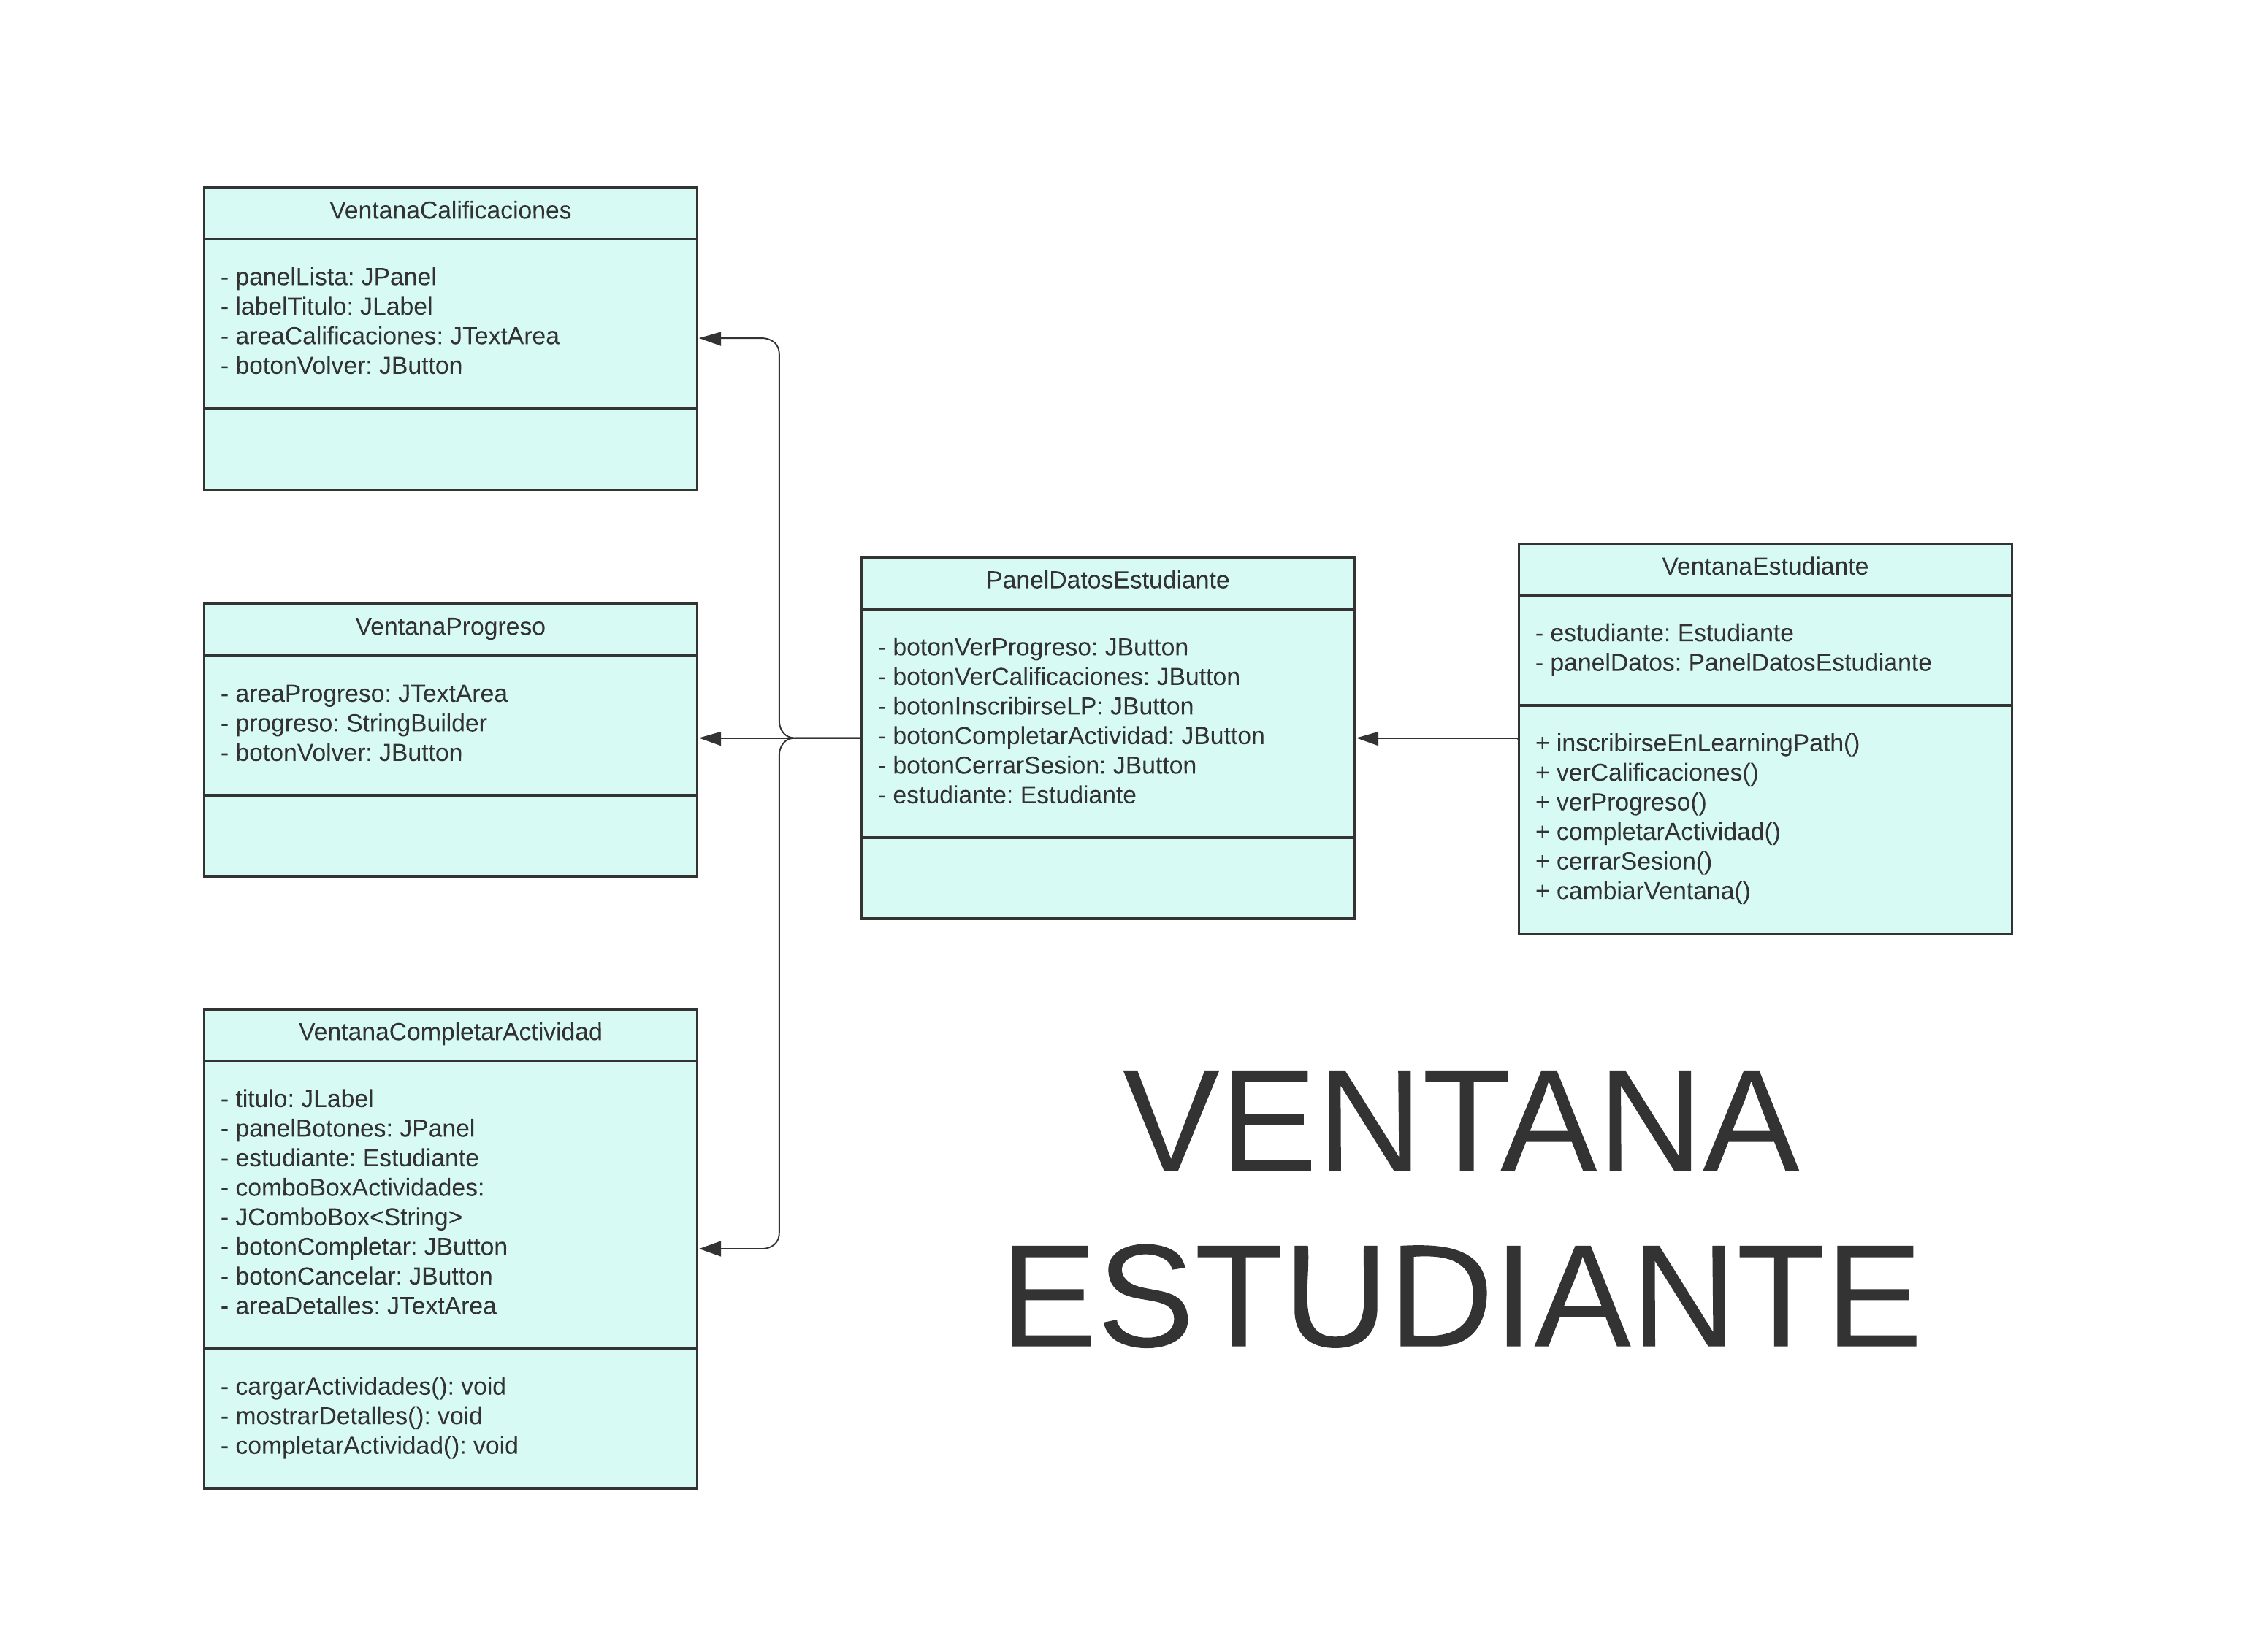 VentanaCalificaciones
- panelLista: JPanel
- labelTitulo: JLabel
- areaCalificaciones: JTextArea
- botonVolver: JButton
VentanaProgreso
- areaProgreso: JTextArea
- progreso: StringBuilder
- botonVolver: JButton
VentanaCompletarActividad
- titulo: JLabel
- panelBotones: JPanel
- estudiante: Estudiante
- comboBoxActividades:
- JComboBox<String>
- botonCompletar: JButton
- botonCancelar: JButton
- areaDetalles: JTextArea
- cargarActividades(): void
- mostrarDetalles(): void
- completarActividad(): void
PanelDatosEstudiante
- botonVerProgreso: JButton
- botonVerCalificaciones: JButton
- botonInscribirseLP: JButton
- botonCompletarActividad: JButton
- botonCerrarSesion: JButton
- estudiante: Estudiante
VentanaEstudiante
- estudiante: Estudiante
- panelDatos: PanelDatosEstudiante
+ inscribirseEnLearningPath()
+ verCalificaciones()
+ verProgreso()
+ completarActividad()
+ cerrarSesion()
+ cambiarVentana()
VENTANA
ESTUDIANTE